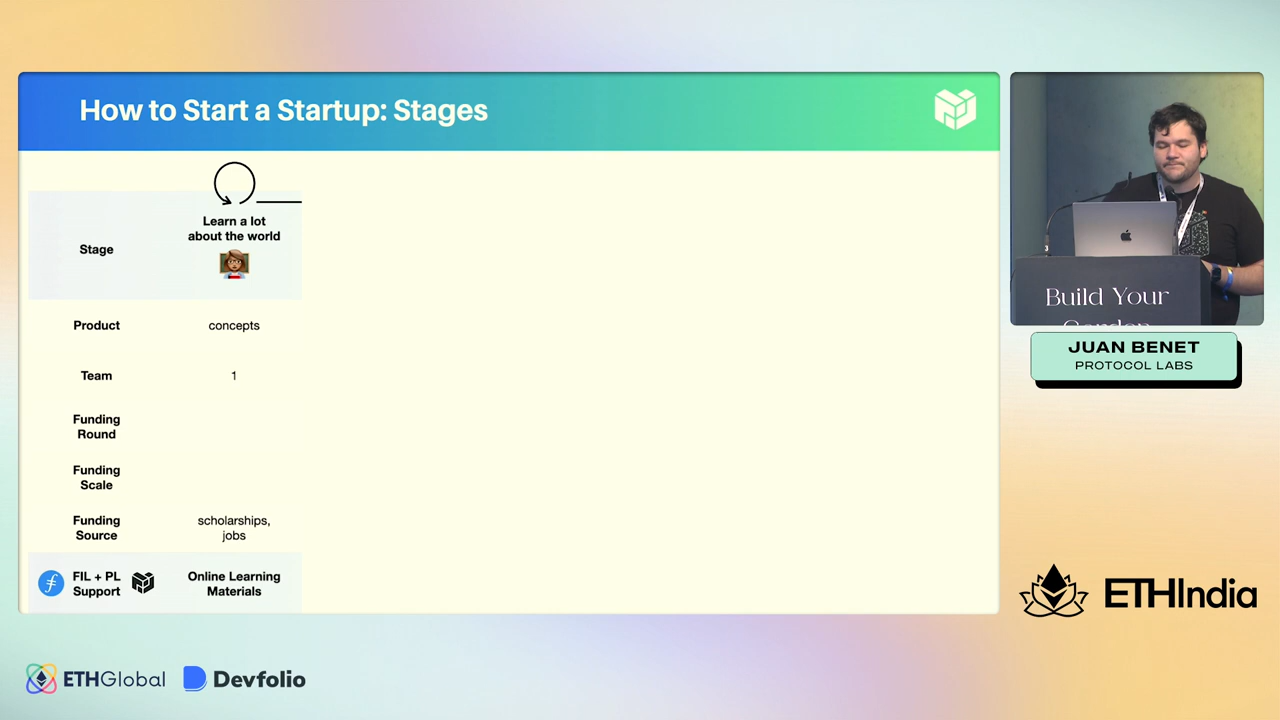 How to Start a Startup: Stages
Stage
Learn a lot
about the world
Product
concepts
Team
1
Funding
Round
Funding
Scale
Funding
Source
scholarships,
jobs
FIL + PL
Support
Online Learning
Materials
Build Your
Garden
JUAN BENET
PROTOCOL LABS
ETHIndia
ETHGlobal
Devfolio